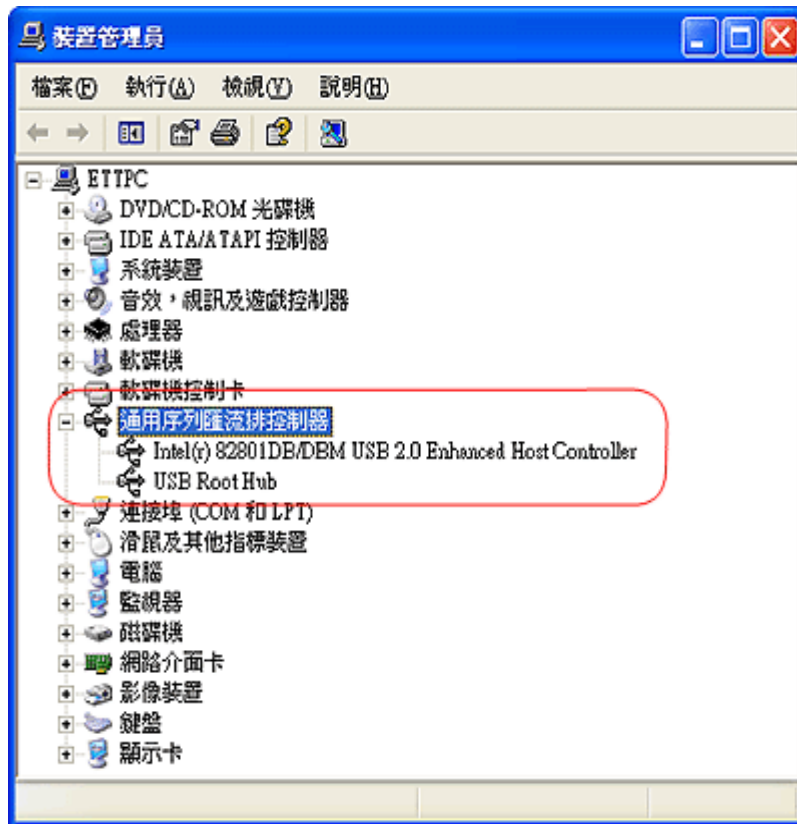 裝置管理員
檔案(F) 執行(A) 檢視(V) 說明(H)
ETTPC
DVD/CD-ROM 光碟機
IDE ATA/ATAPI 控制器
系統裝置
音效，視訊及遊戲控制器
處理器
軟碟機
軟碟機控制卡
通用序列匯流排控制器
Intel(r) 82801DB/DBM USB 2.0 Enhanced Host Controller
USB Root Hub
連接埠 (COM 和 LPT)
滑鼠及其他指標裝置
電腦
監視器
磁碟機
網路介面卡
影像裝置
鍵盤
顯示卡